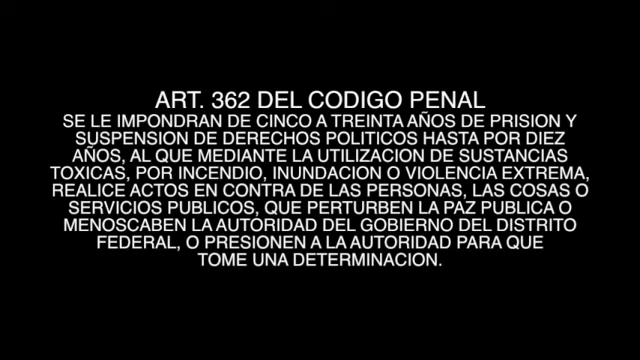 ART. 362 DEL CODIGO PENAL
SE LE IMPONDRAN DE CINCO A TREINTA AÑOS DE PRISION Y
SUSPENSION DE DERECHOS POLITICOS HASTA POR DIEZ
AÑOS, AL QUE MEDIANTE LA UTILIZACION DE SUSTANCIAS
TOXICAS, POR INCENDIO, INUNDACION O VIOLENCIA EXTREMA,
REALICE ACTOS EN CONTRA DE LAS PERSONAS, LAS COSAS O
SERVICIOS PUBLICOS, QUE PERTURBEN LA PAZ PUBLICA O
MENOSCABEN LA AUTORIDAD DEL GOBIERNO DEL DISTRITO
FEDERAL, O PRESIONEN A LA AUTORIDAD PARA QUE
TOME UNA DETERMINACION.